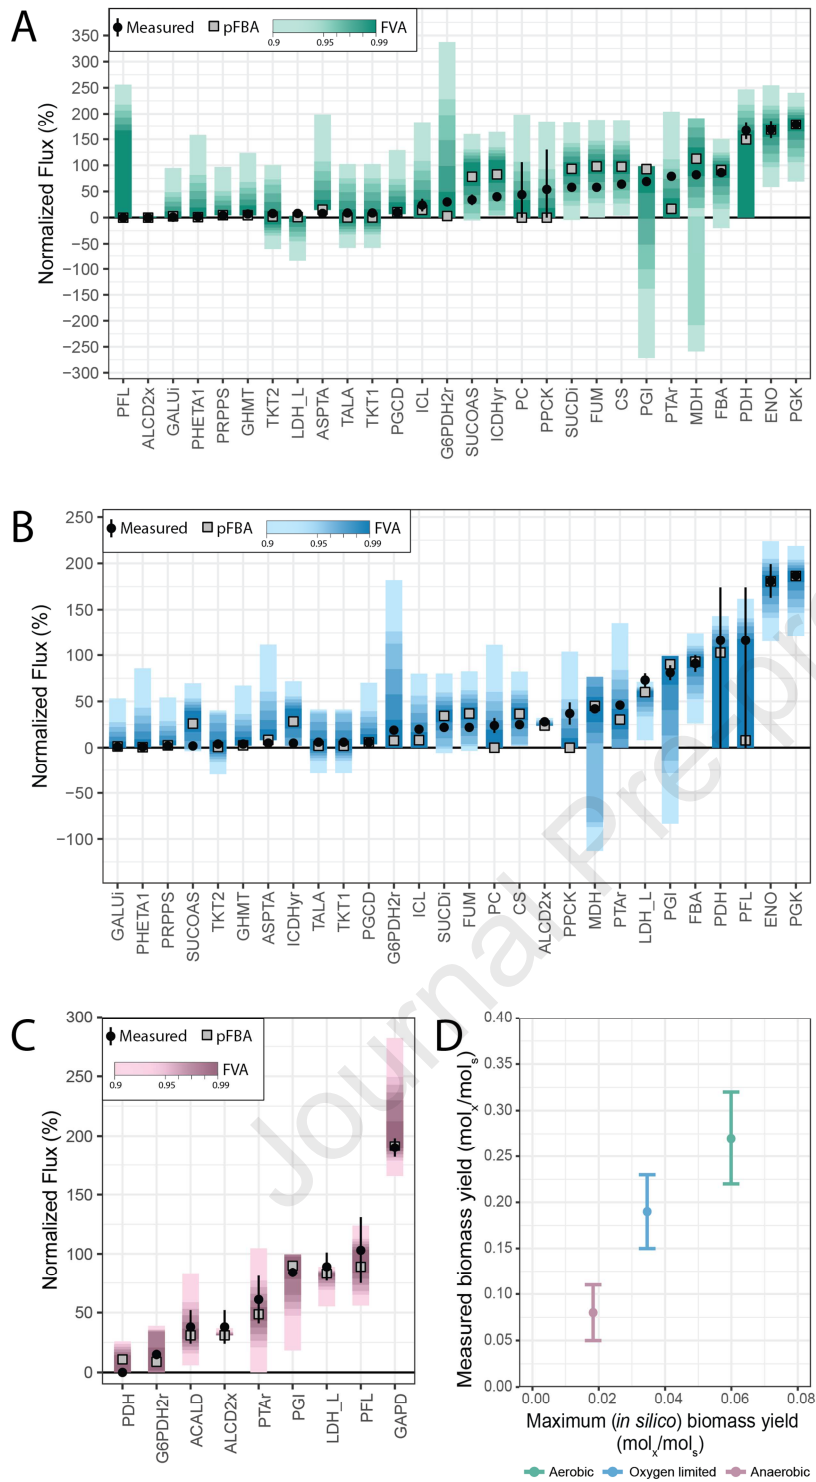 A
Measured
pFBA
FVA
0.9
0.95
0.99
Normalized Flux (%)
350
300
250
200
150
100
50
0
−50
−100
−150
−200
−250
−300
PFL
ALCD2x
GALUi
PHETA1
PRPPS
GHMT
TKT2
LDH_L
ASPTA
TALA
TKT1
PGCD
ICL
G6PDH2r
SUCOAS
ICDHyr
PC
PPCK
SUCDi
FUM
CS
PGI
PTAr
MDH
FBA
PDH
ENO
PGK
B
Measured
pFBA
FVA
0.9
0.95
0.99
Normalized Flux (%)
250
200
150
100
50
0
−50
−100
GALUi
PHETA1
PRPPS
SUCOAS
TKT2
GHMT
ASPTA
ICDHyr
TALA
TKT1
PGCD
G6PDH2r
ICL
SUCDi
FUM
PC
CS
ALCD2x
PPCK
MDH
PTAr
LDH_L
PGI
FBA
PDH
PFL
ENO
PGK
C
Measured
pFBA
FVA
0.9
0.95
0.99
Normalized Flux (%)
300
250
200
150
100
50
0
PDH
G6PDH2r
ACALD
ALCD2x
PTAr
PGI
LDH_L
PFL
GAPD
D
Measured biomass yield (molx/mols)
0.40
0.35
0.30
0.25
0.20
0.15
0.10
0.05
0.00
0.00
0.02
0.04
0.06
0.08
Maximum (in silico) biomass yield
(molx/mols)
Aerobic
Oxygen limited
Anaerobic
Journal Pre-pro